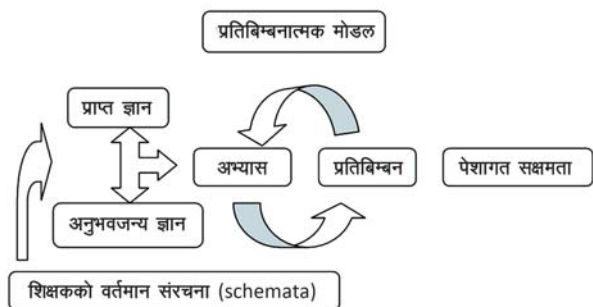 प्रतिबिम्बनात्मक मोडल
प्राप्त ज्ञान
अभ्यास
प्रतिबिम्बन
पेशागत सक्षमता
अनुभवजन्य ज्ञान
शिक्षकको वर्तमान संरचना (schemata)